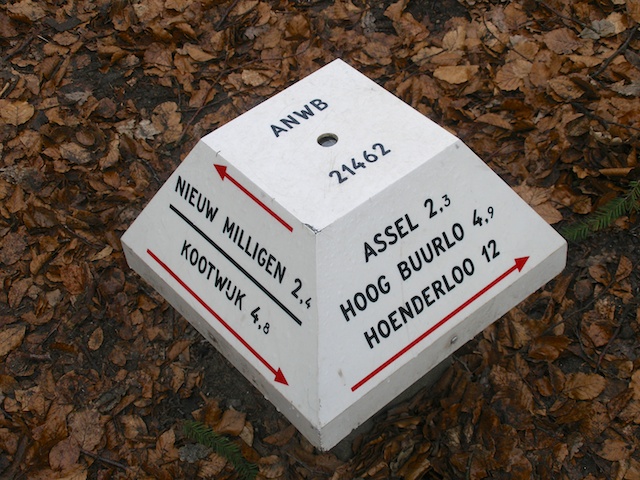 ANWB
21462
NIEUW MILLIGEN 2,4
KOOTWIJK 4,8
ASSEL 2,3
HOOG BUURLO 4,9
HOENDERLOO 12